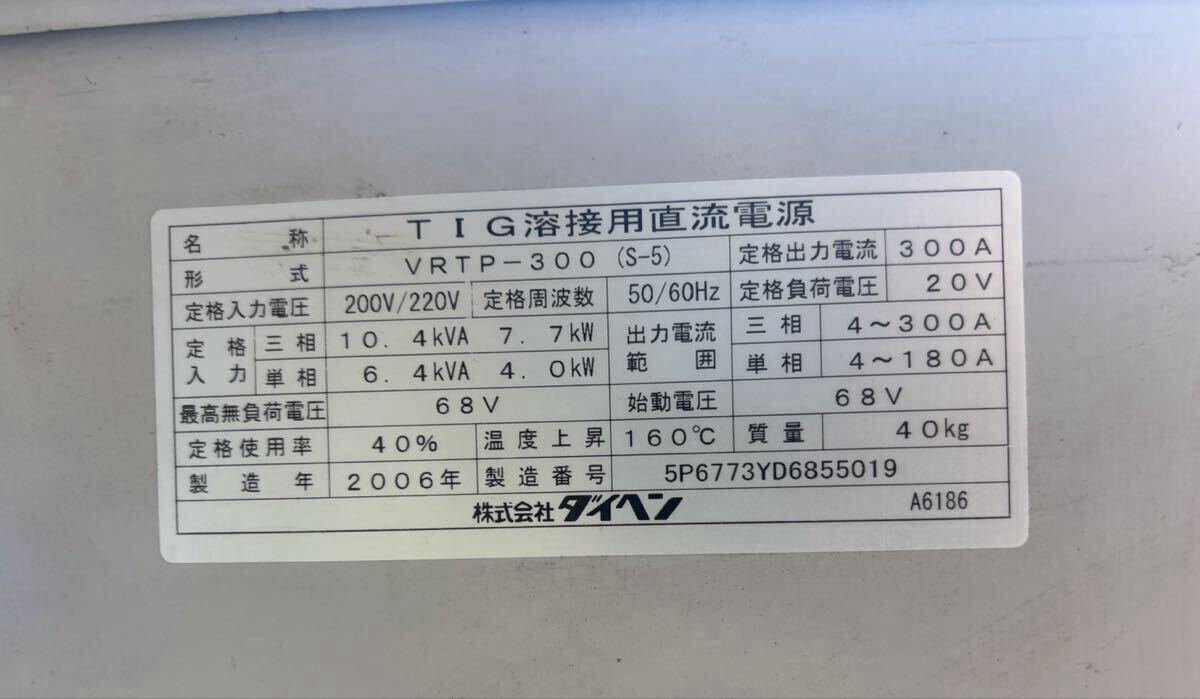 名称 TIG溶接用直流電源
形式 VRTP-300 (S-5) 定格出力電流 300A
定格入力電圧 200V/220V 定格周波数 50/60Hz 定格負荷電圧 20V
定格入力 三相 10.4kVA 7.7kW 出力電流範囲 三相 4～300A
単相 6.4kVA 4.0kW 単相 4～180A
最高無負荷電圧 68V 始動電圧 68V
定格使用率 40% 温度上昇 160℃ 質量 40kg
製造年 2006年 製造番号 5P6773YD6855019
株式会社ダイヘン A6186